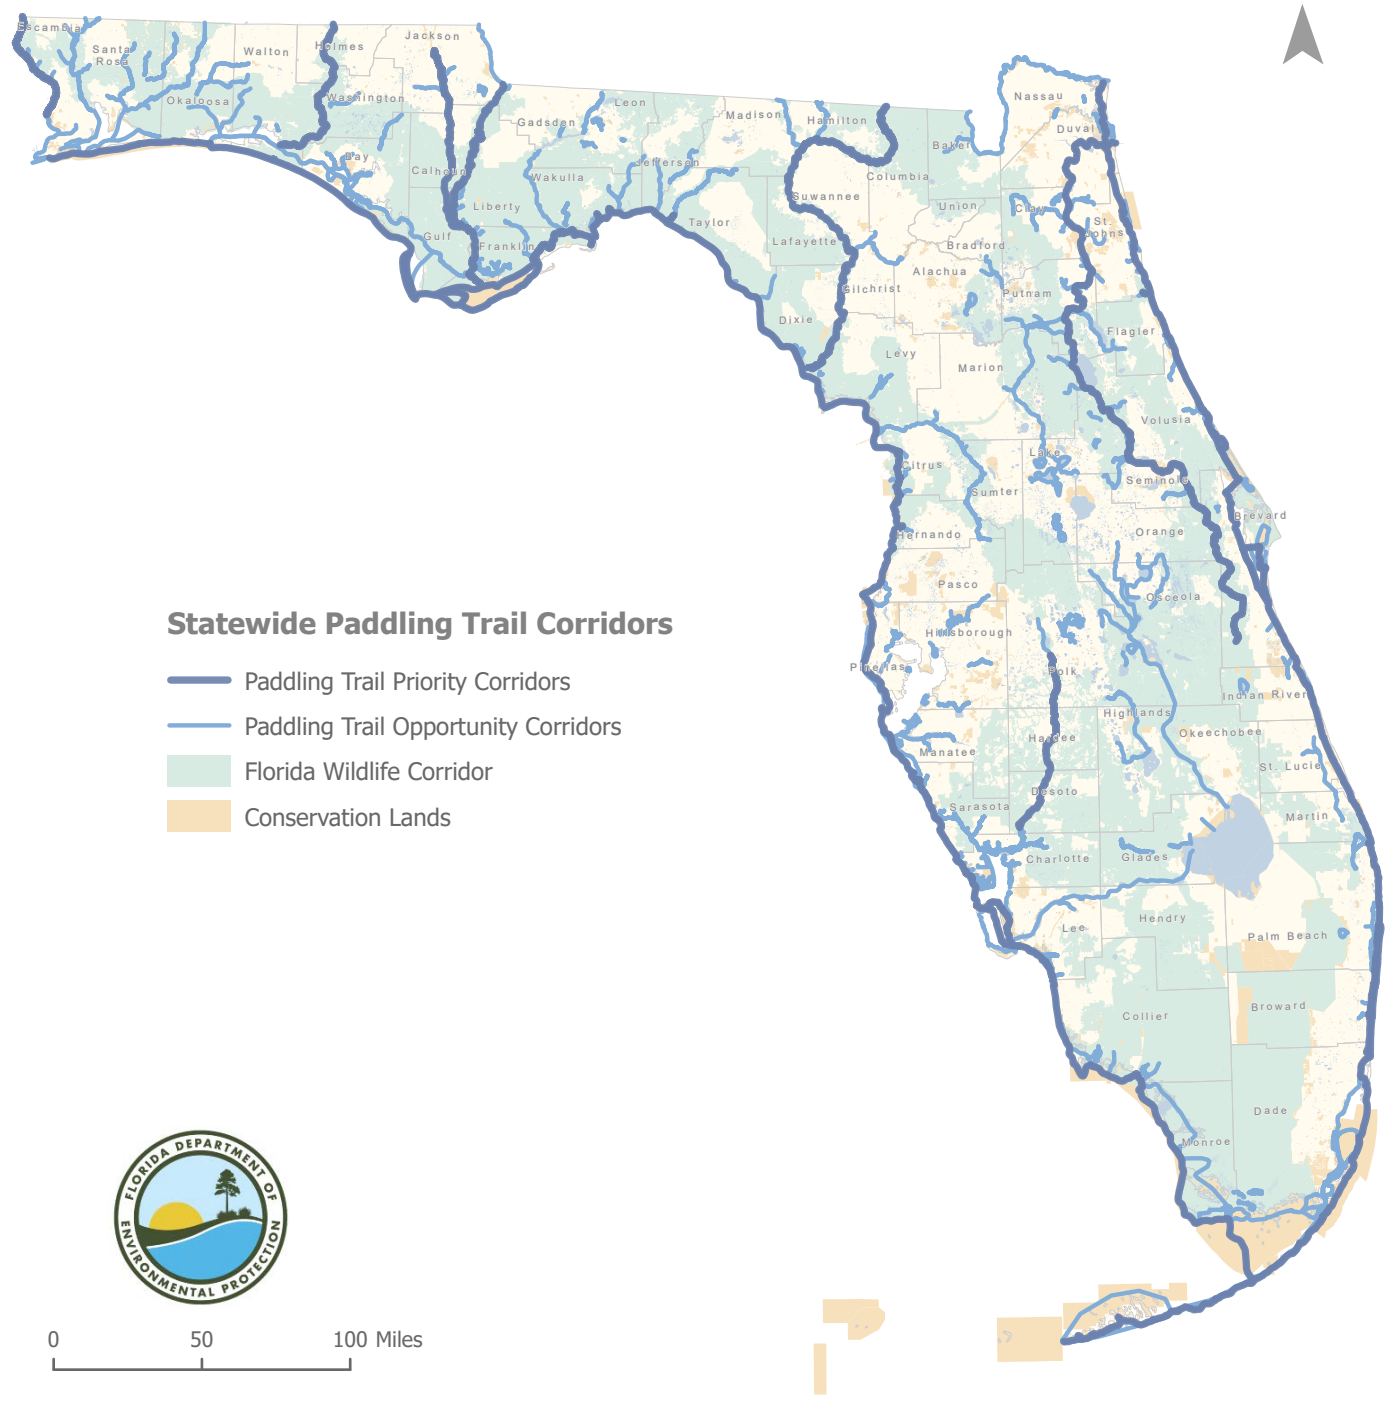 Escambia
Santa
Rosa
Okaloosa
Walton
Holmes
Washington
Jackson
Bay
Calhoun
Gulf
Gadsden
Liberty
Franklin
Leon
Wakulla
Jefferson
Madison
Taylor
Hamilton
Suwannee
Lafayette
Dixie
Columbia
Baker
Nassau
Duval
Union
Clay
St.
Johns
Bradford
Alachua
Gilchrist
Putnam
Flagler
Levy
Marion
Volusia
Citrus
Lake
Sumter
Seminole
Hernando
Orange
Brevard
Pasco
Osceola
Hillsborough
Pinellas
Polk
Indian River
Highlands
Manatee
Hardee
Okeechobee
St. Lucie
Sarasota
Desoto
Martin
Charlotte
Glades
Lee
Hendry
Palm Beach
Collier
Broward
Dade
Monroe
Statewide Paddling Trail Corridors
Paddling Trail Priority Corridors
Paddling Trail Opportunity Corridors
Florida Wildlife Corridor
Conservation Lands
FLORIDA DEPARTMENT OF
ENVIRONMENTAL PROTECTION
0 50 100 Miles